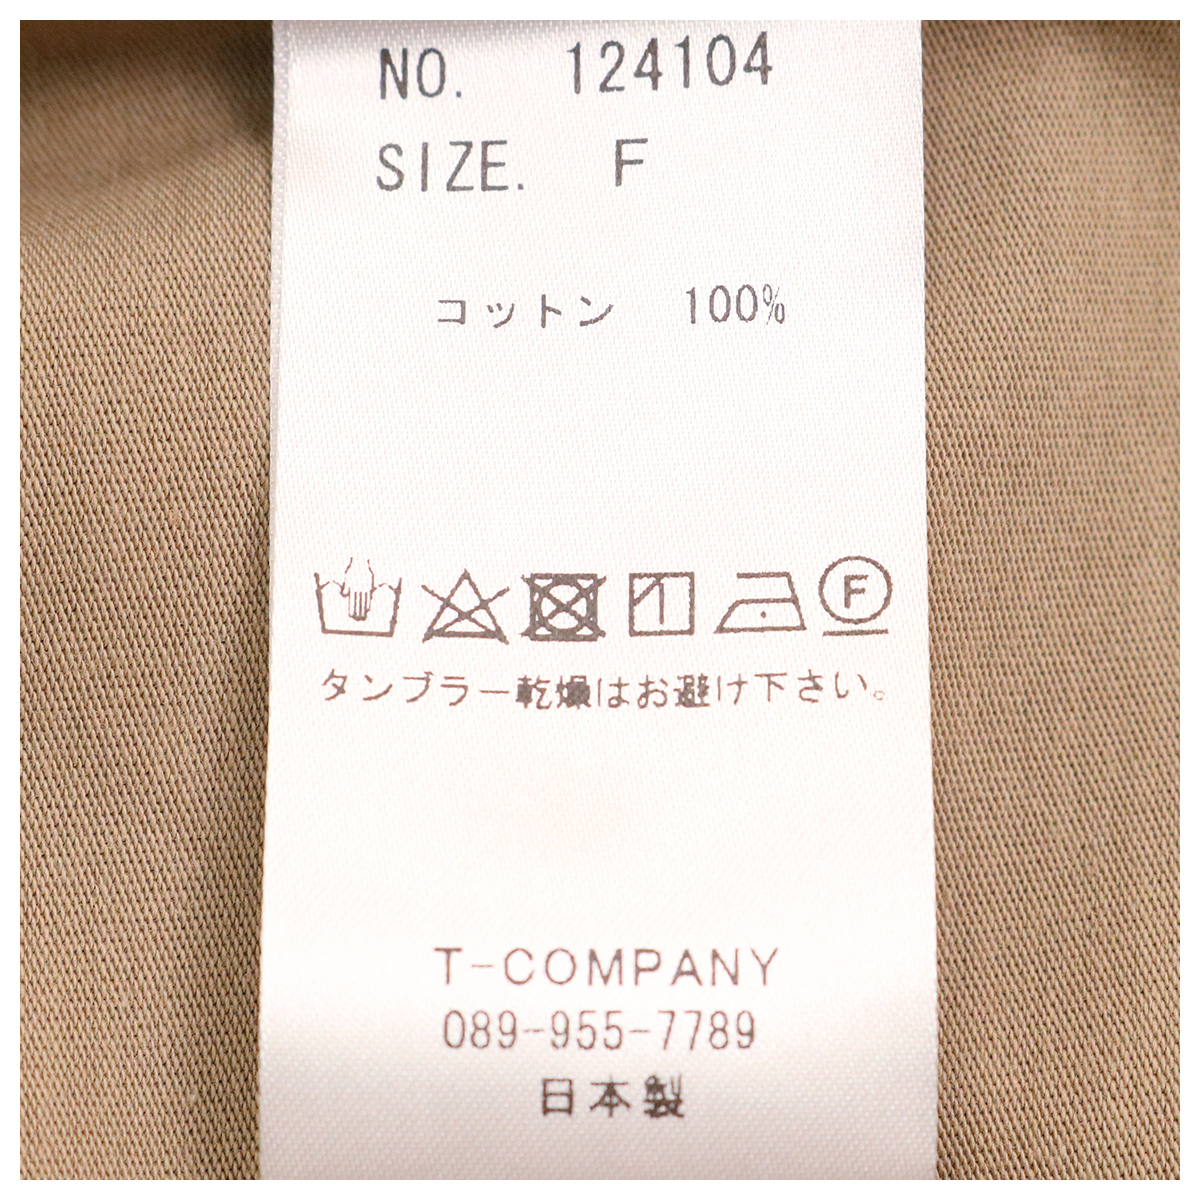 NO. 124104
SIZE. F
コットン 100%
F
タンブラー乾燥はお避け下さい。
T-COMPANY
089-955-7789
日本製